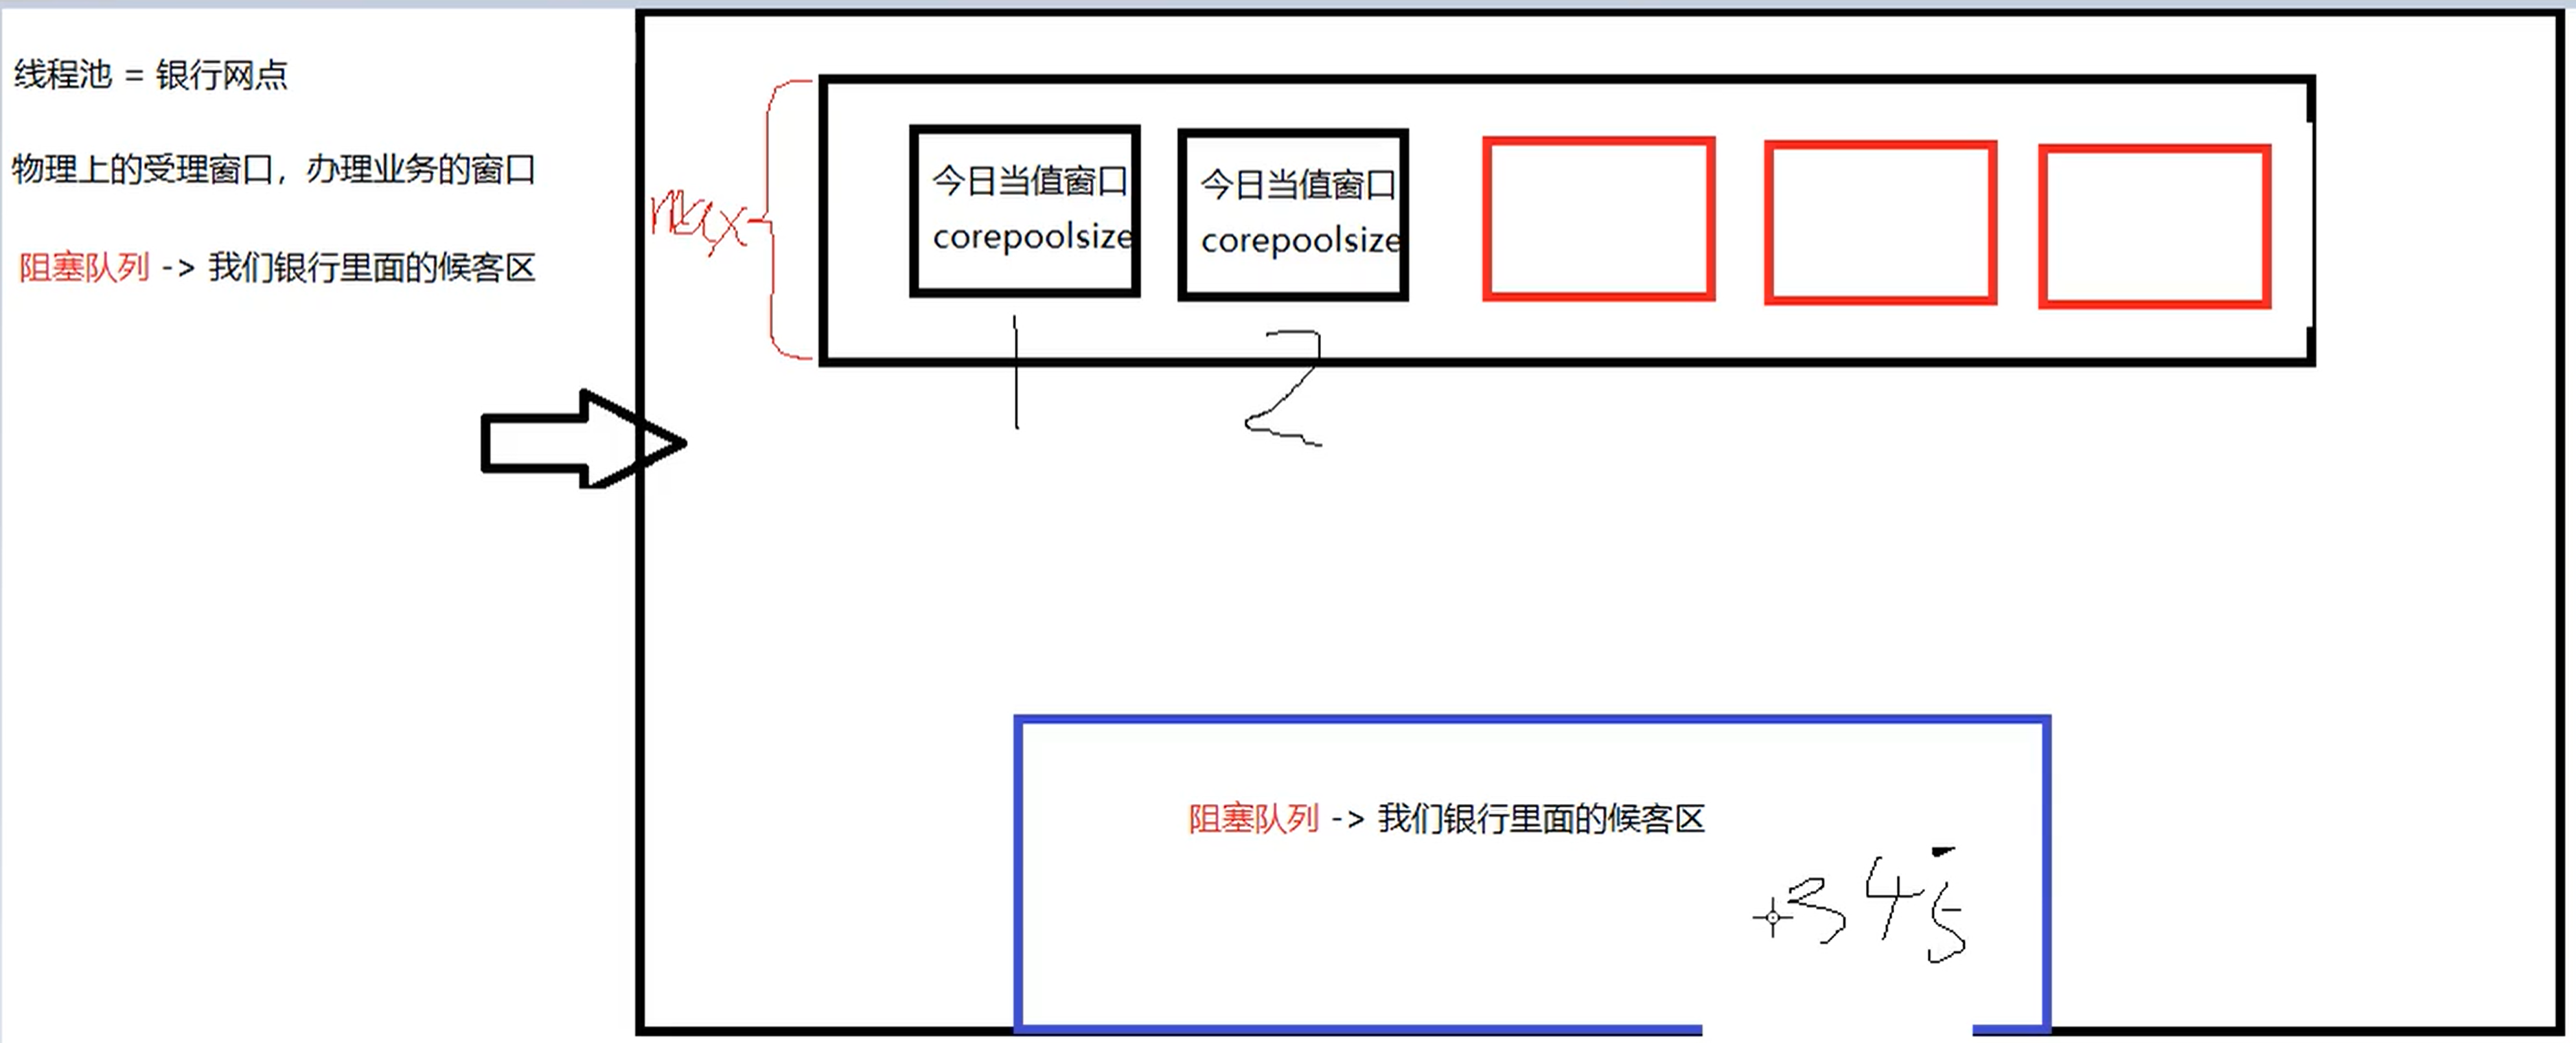 线程池 = 银行网点
物理上的受理窗口，办理业务的窗口
阻塞队列 -> 我们银行里面的候客区
max
今日当值窗口
corepoolsize
今日当值窗口
corepoolsize
1
2
阻塞队列 -> 我们银行里面的候客区
3 4 5